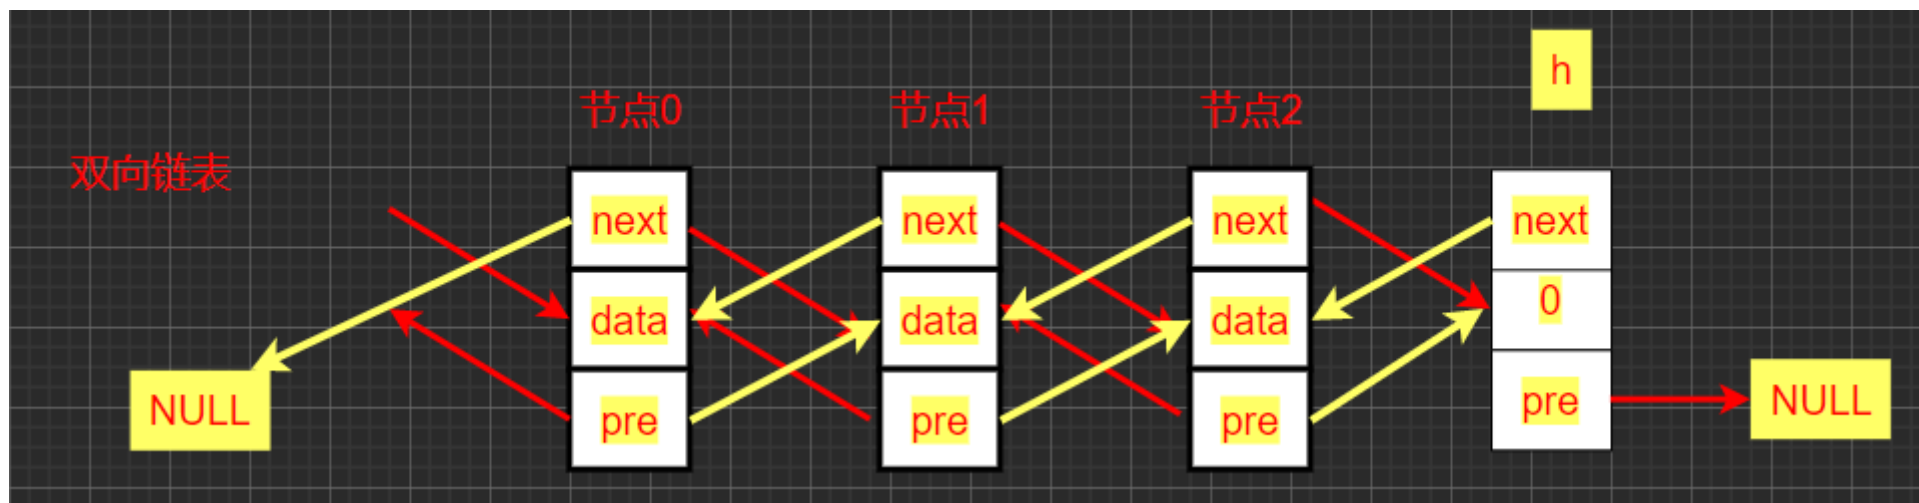 h
节点0
节点1
节点2
双向链表
next
next
next
next
data
data
data
0
NULL
pre
pre
pre
pre
NULL